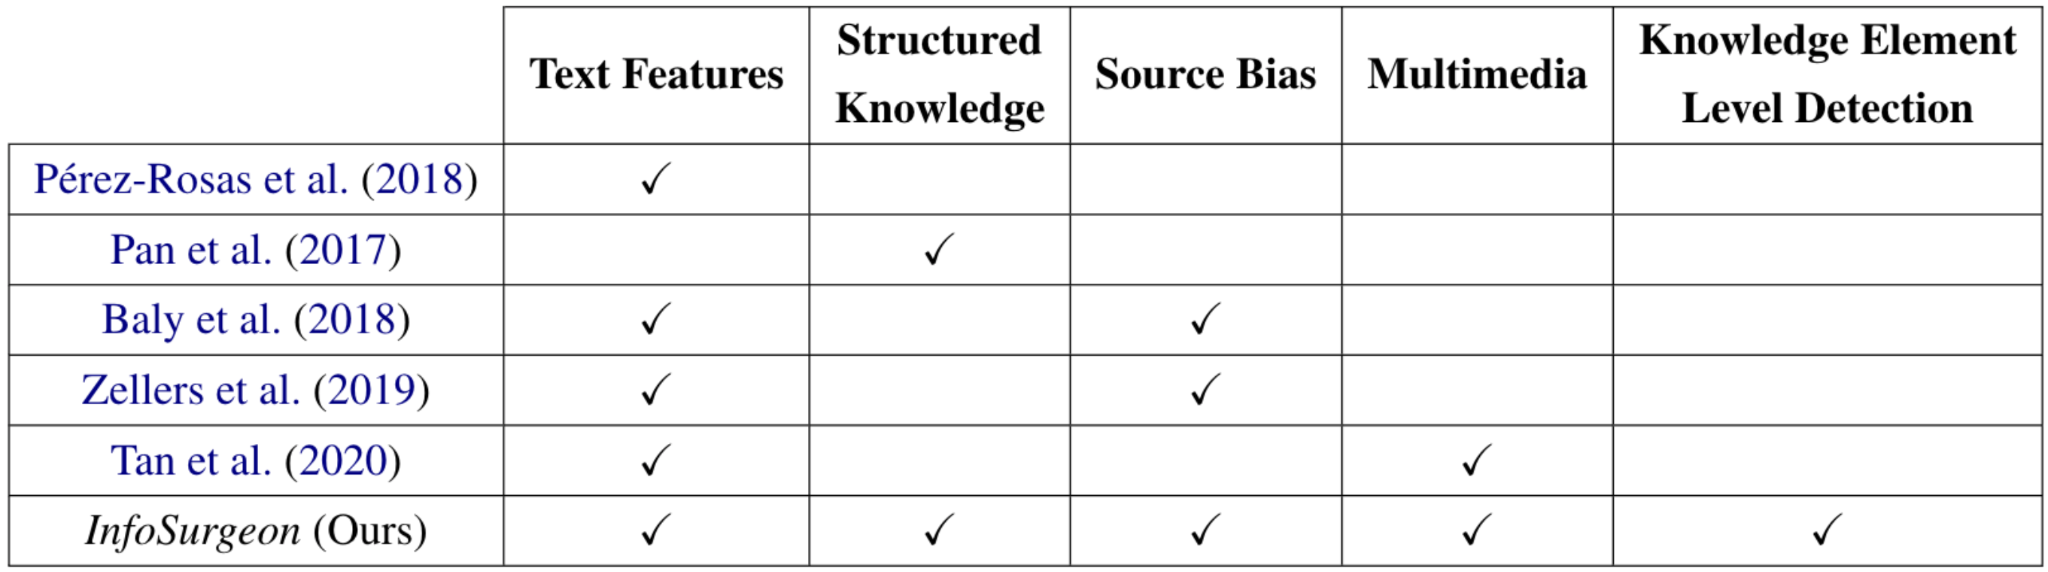 Text Features Structured Knowledge Source Bias Multimedia Knowledge Element Level Detection
Pérez-Rosas et al. (2018) ✓
Pan et al. (2017) ✓
Baly et al. (2018) ✓ ✓
Zellers et al. (2019) ✓ ✓
Tan et al. (2020) ✓ ✓
InfoSurgeon (Ours) ✓ ✓ ✓ ✓ ✓